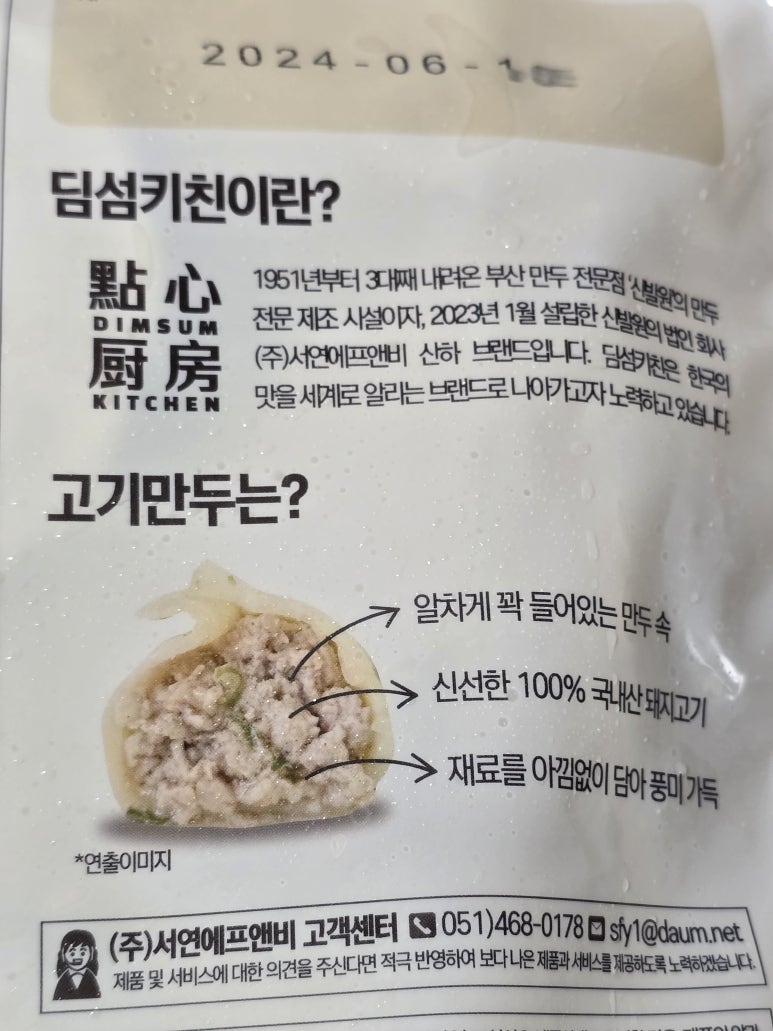 2024-06-1
딤섬키친이란?
點心
DIMSUM
厨房
KITCHEN
1951년부터 3대째 내려온 부산 만두 전문점 '신발원'의 만두
전문 제조 시설이자, 2023년 1월 설립한 신발원의 법인 회사
(주)서연에프앤비 산하 브랜드입니다. 딤섬키친은 한국의
맛을 세계로 알리는 브랜드로 나아가고자 노력하고 있습니다.
고기만두는?
알차게 꽉 들어있는 만두 속
신선한 100% 국내산 돼지고기
재료를 아낌없이 담아 풍미 가득
*연출이미지
(주)서연에프앤비 고객센터 051)468-0178 sfy1@daum.net
제품 및 서비스에 대한 의견을 주신다면 적극 반영하여 보다 나은 제품과 서비스를 제공하도록 노력하겠습니다.